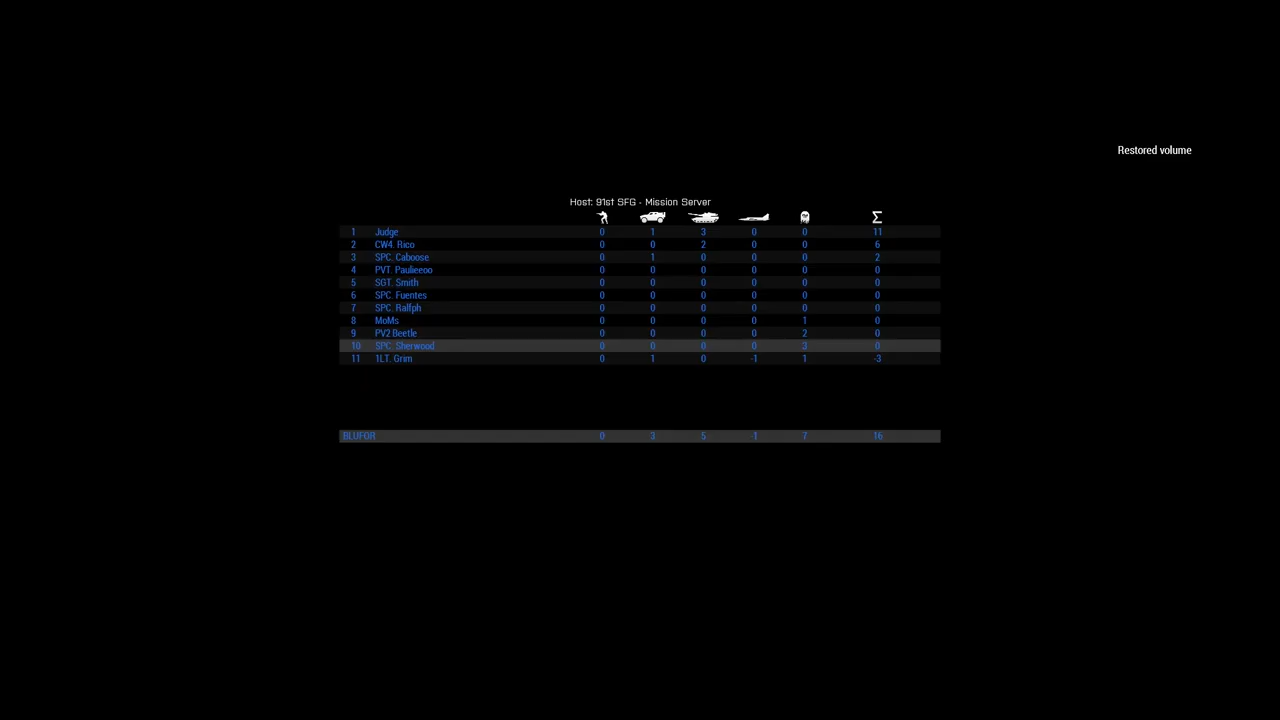 Restored volume
Host: 91st SFG - Mission Server
Σ
1 Judge 0 1 3 0 0 11
2 CW4. Rico 0 0 2 0 0 6
3 SPC. Caboose 0 1 0 0 0 2
4 PVT. Paulieeoo 0 0 0 0 0 0
5 SGT. Smith 0 0 0 0 0 0
6 SPC. Fuentes 0 0 0 0 0 0
7 SPC. Ralfph 0 0 0 0 0 0
8 MoMs 0 0 0 0 1 0
9 PV2 Beetle 0 0 0 0 2 0
10 SPC. Sherwood 0 0 0 0 3 0
11 1LT. Grim 0 1 0 -1 1 -3
BLUFOR 0 3 5 -1 7 16